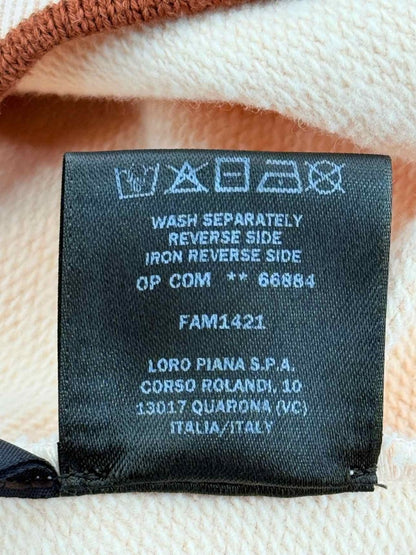 WASH SEPARATELY
REVERSE SIDE
IRON REVERSE SIDE
OP COM ** 66884
FAM1421
LORO PIANA S.P.A.
CORSO ROLANDI, 10
13017 QUARONA (VC)
ITALIA/ITALY